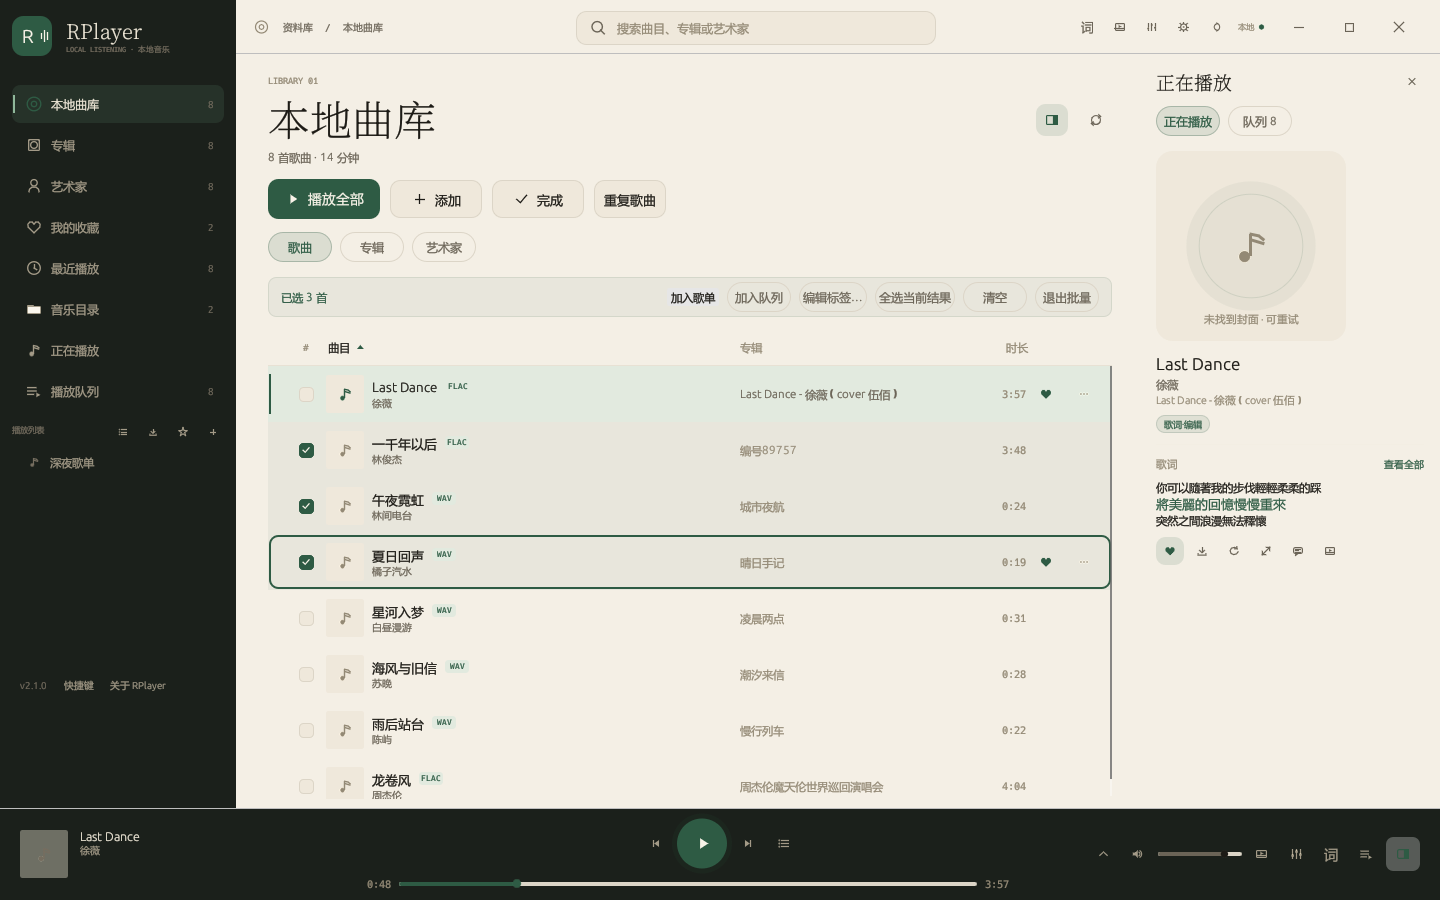 RPlayer
LOCAL LISTENING · 本地音乐
本地曲库 8
专辑 8
艺术家 8
我的收藏 2
最近播放 8
音乐目录 2
正在播放
播放队列 8
播放列表
深夜歌单
v2.1.0 快捷键 关于 RPlayer
资料库 / 本地曲库
搜索曲目、专辑或艺术家
词 本地
LIBRARY 01
本地曲库
8 首歌曲 · 14 分钟
播放全部 添加 完成 重复歌曲
歌曲 专辑 艺术家
已选 3 首 加入歌单 加入队列 编辑标签… 全选当前结果 清空 退出批量
# 曲目 专辑 时长
Last Dance FLAC Last Dance - 徐薇 ( cover 伍佰 ) 3:57
徐薇
一千年以后 FLAC 编号89757 3:48
林俊杰
午夜霓虹 WAV 城市夜航 0:24
林间电台
夏日回声 WAV 晴日手记 0:19
橘子汽水
星河入梦 WAV 凌晨两点 0:31
白昼漫游
海风与旧信 WAV 潮汐来信 0:28
苏晚
雨后站台 WAV 慢行列车 0:22
陈屿
龙卷风 FLAC 周杰伦魔天伦世界巡回演唱会 4:04
周杰伦
正在播放
正在播放 队列 8
未找到封面 · 可重试
Last Dance
徐薇
Last Dance - 徐薇 ( cover 伍佰 )
歌词·编辑
歌词 查看全部
你可以隨著我的步伐輕輕柔柔的踩
將美麗的回憶慢慢重來
突然之間浪漫無法釋懷
Last Dance
徐薇
0:48 3:57
词